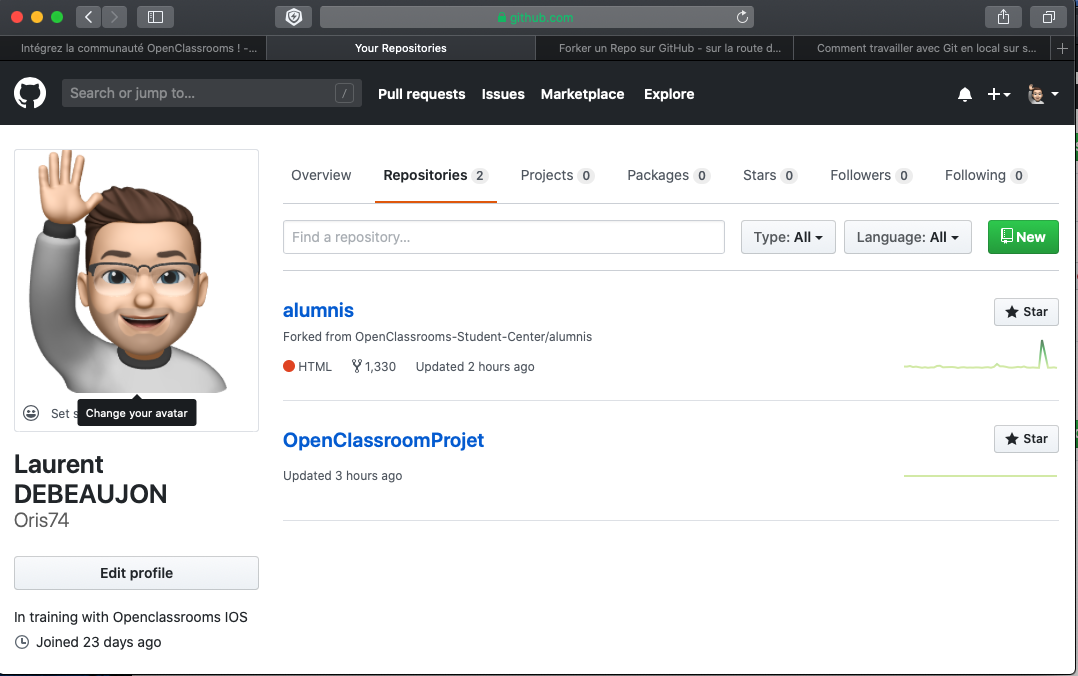 github.com
Intégrez la communauté OpenClassrooms ! -...
Your Repositories
Forker un Repo sur GitHub - sur la route d...
Comment travailler avec Git en local sur s...
Search or jump to...
/
Pull requests
Issues
Marketplace
Explore
Overview
Repositories 2
Projects 0
Packages 0
Stars 0
Followers 0
Following 0
Find a repository...
Type: All
Language: All
New
alumnis
Star
Forked from OpenClassrooms-Student-Center/alumnis
HTML
1,330
Updated 2 hours ago
Set s
Change your avatar
OpenClassroomProjet
Star
Updated 3 hours ago
Laurent
DEBEAUJON
Oris74
Edit profile
In training with Openclassrooms IOS
Joined 23 days ago